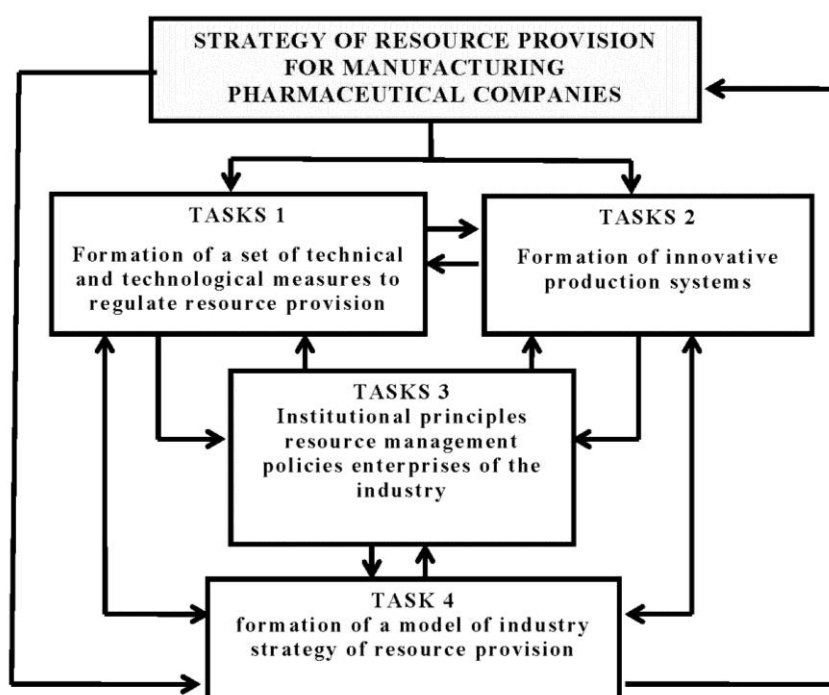 STRATEGY OF RESOURCE PROVISION
FOR MANUFACTURING
PHARMACEUTICAL COMPANIES
TASKS 1
Formation of a set of technical
and technological measures to
regulate resource provision
TASKS 2
Formation of innovative
production systems
TASKS 3
Institutional principles
resource management
policies enterprises of the
industry
TASK 4
formation of a model of industry
strategy of resource provision